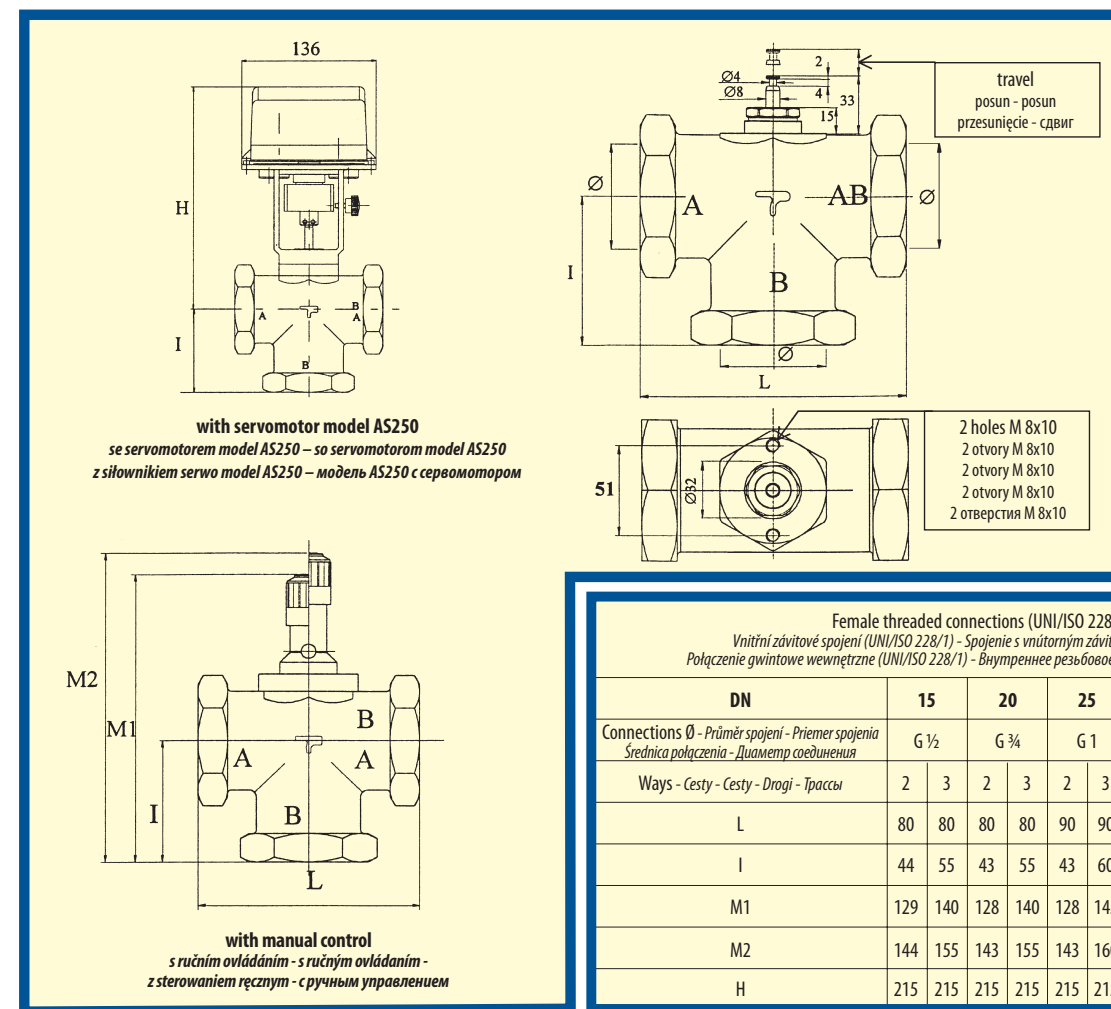 136
H
I
A
B
A
B
with servomotor model AS250
se servomotorem model AS250 – so servomotorom model AS250
z siłownikiem serwo model AS250 – модель AS250 с сервомотором
2
Ø4
Ø8
4
33
15
travel
posun - posun
przesunięcie - сдвиг
Ø
A
AB
Ø
I
B
Ø
L
51
Ø32
2 holes M 8x10
2 otvory M 8x10
2 otvory M 8x10
2 otvory M 8x10
2 отверстия M 8x10
M2
M1
B
A
A
I
B
L
with manual control
s ručním ovládáním - s ručným ovládaním -
z sterowaniem ręcznym - с ручным управлением
Female threaded connections (UNI/ISO 228
Vnitřní závitové spojení (UNI/ISO 228/1) - Spojenie s vnútorným závit
Połączenie gwintowe wewnętrzne (UNI/ISO 228/1) - Внутреннее резьбовое
DN 15 20 25
Connections Ø - Průměr spojení - Priemer spojenia
Średnica połączenia - Диаметр соединения
G ½ G ¾ G 1
Ways - Cesty - Cesty - Drogi - Трассы 2 3 2 3 2 3
L 80 80 80 80 90 90
I 44 55 43 55 43 60
M1 129 140 128 140 128 14
M2 144 155 143 155 143 160
H 215 215 215 215 215 21